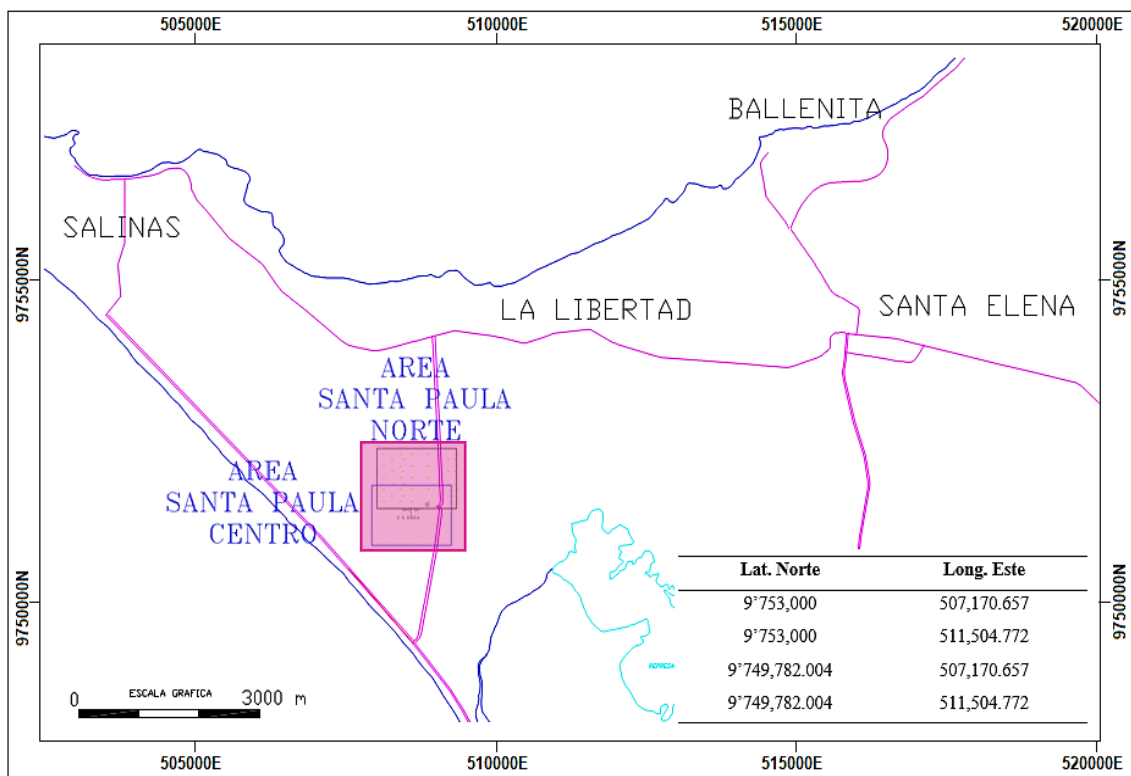 505000E
510000E
515000E
520000E
BALLENITA
SALINAS
9755000N
9755000N
LA LIBERTAD
SANTA ELENA
AREA
SANTA PAULA
NORTE
AREA
SANTA PAULA
CENTRO
9750000N
9750000N
REPRESA
Lat. Norte Long. Este
9’753,000 507,170.657
9’753,000 511,504.772
9’749,782.004 507,170.657
9’749,782.004 511,504.772
0 ESCALA GRAFICA 3000 m
505000E
510000E
515000E
520000E